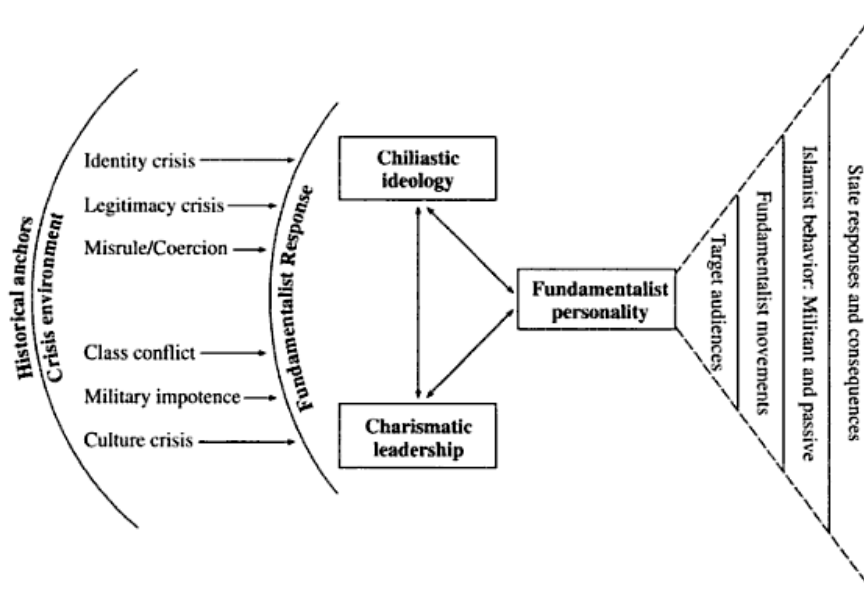 Historical anchors
Crisis environment
Identity crisis
Legitimacy crisis
Misrule/Coercion
Class conflict
Military impotence
Culture crisis
Fundamentalist Response
Chiliastic
ideology
Charismatic
leadership
Fundamentalist
personality
Target audiences
Fundamentalist movements
Islamist behavior: Militant and passive
State responses and consequences